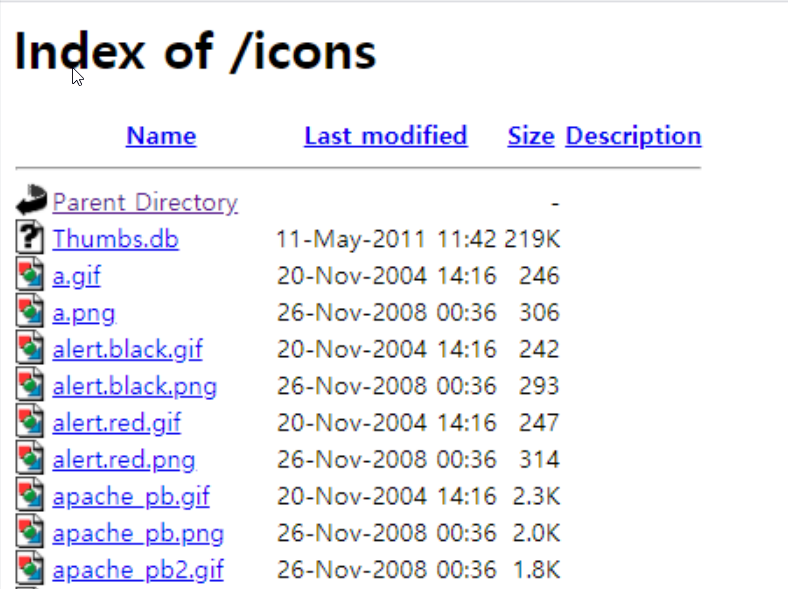 Index of /icons
Name Last modified Size Description
Parent Directory -
Thumbs.db 11-May-2011 11:42 219K
a.gif 20-Nov-2004 14:16 246
a.png 26-Nov-2008 00:36 306
alert.black.gif 20-Nov-2004 14:16 242
alert.black.png 26-Nov-2008 00:36 293
alert.red.gif 20-Nov-2004 14:16 247
alert.red.png 26-Nov-2008 00:36 314
apache_pb.gif 20-Nov-2004 14:16 2.3K
apache_pb.png 26-Nov-2008 00:36 2.0K
apache_pb2.gif 26-Nov-2008 00:36 1.8K